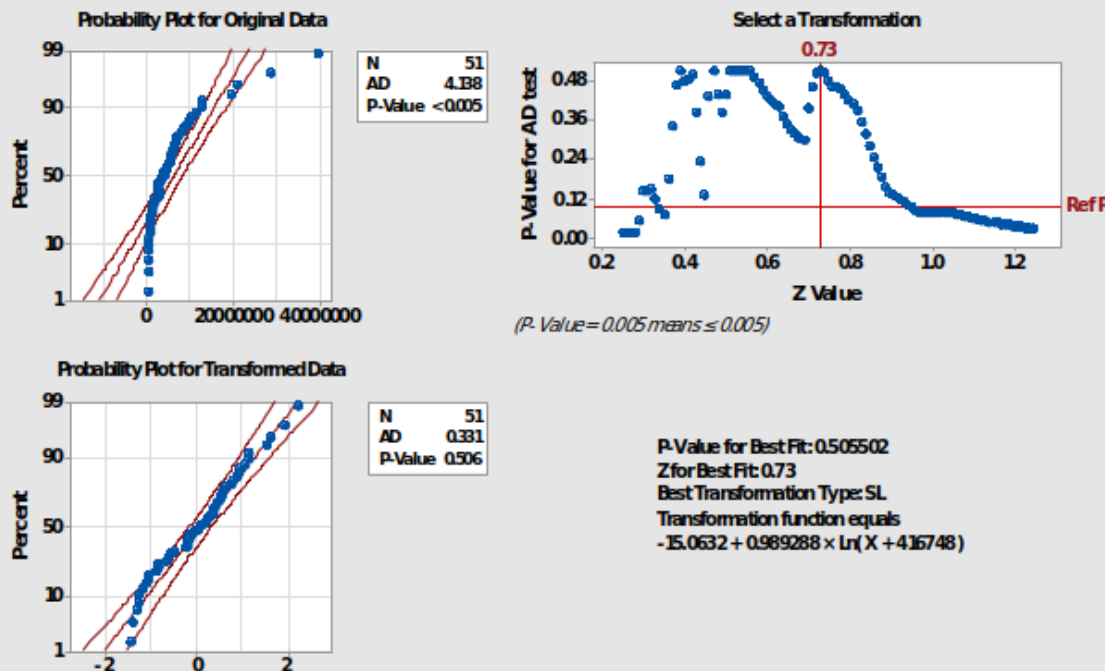 Probability Plot for Original Data
99
90
50
10
1
Percent
0 20000000 40000000
N 51
AD 4.138
P-Value <0.005
Select a Transformation
0.73
0.48
0.36
0.24
0.12
0.00
P-Value for AD test
Ref P
0.2 0.4 0.6 0.8 1.0 1.2
Z Value
(P-Value = 0.005 means ≤ 0.005)
Probability Plot for Transformed Data
99
90
50
10
1
Percent
-2 0 2
N 51
AD 0.331
P-Value 0.506
P-Value for Best Fit: 0.505502
Z for Best Fit: 0.73
Best Transformation Type: SL
Transformation function equals
-15.0632 + 0.989288 × Ln( X + 416748 )